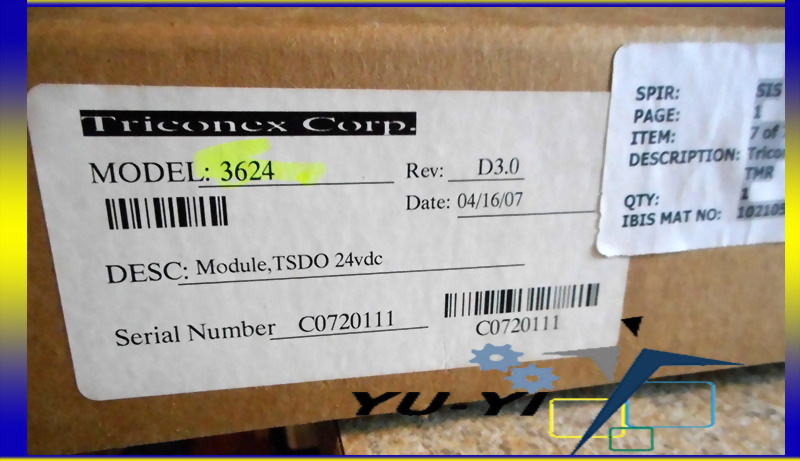 Triconex Corp.
MODEL: 3624
Rev: D3.0
Date: 04/16/07
DESC: Module,TSDO 24vdc
Serial Number C0720111
C0720111
SPIR: SIS
PAGE: 1
ITEM: 7 of
DESCRIPTION:
TMR
QTY: 1
IBIS MAT NO:
YU-YI